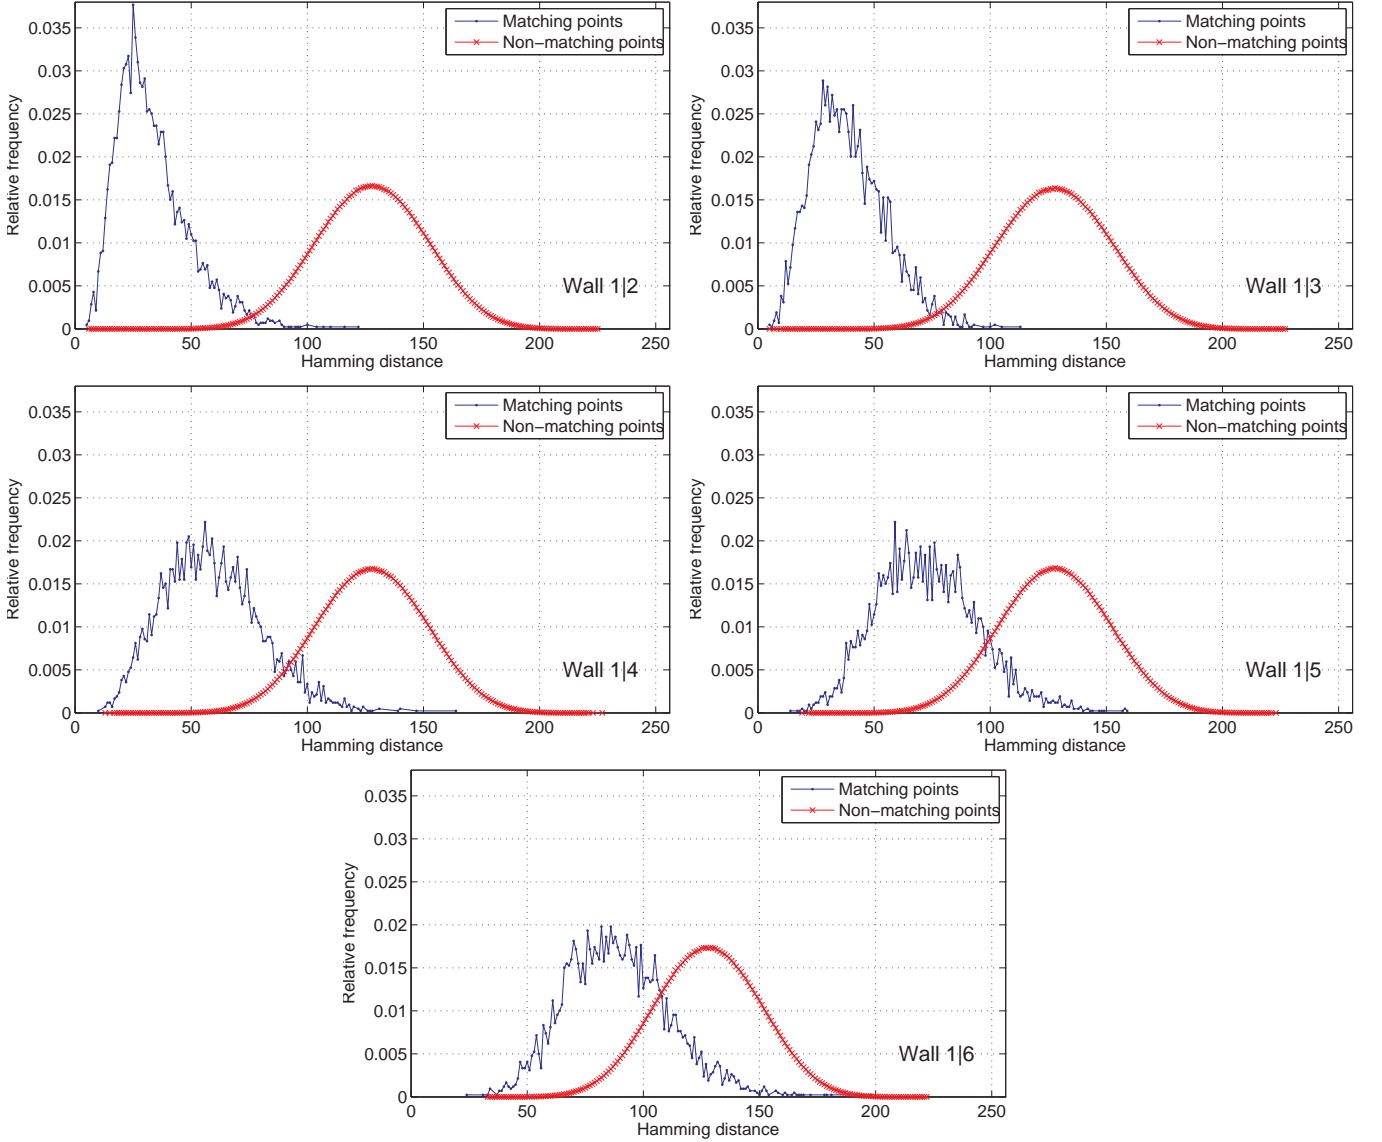 0.035
0.03
0.025
0.02
0.015
0.01
0.005
0
Relative frequency
Matching points
Non−matching points
Wall 1|2
0 50 100 150 200 250
Hamming distance
0.035
0.03
0.025
0.02
0.015
0.01
0.005
0
Relative frequency
Matching points
Non−matching points
Wall 1|3
0 50 100 150 200 250
Hamming distance
0.035
0.03
0.025
0.02
0.015
0.01
0.005
0
Relative frequency
Matching points
Non−matching points
Wall 1|4
0 50 100 150 200 250
Hamming distance
0.035
0.03
0.025
0.02
0.015
0.01
0.005
0
Relative frequency
Matching points
Non−matching points
Wall 1|5
0 50 100 150 200 250
Hamming distance
0.035
0.03
0.025
0.02
0.015
0.01
0.005
0
Relative frequency
Matching points
Non−matching points
Wall 1|6
0 50 100 150 200 250
Hamming distance